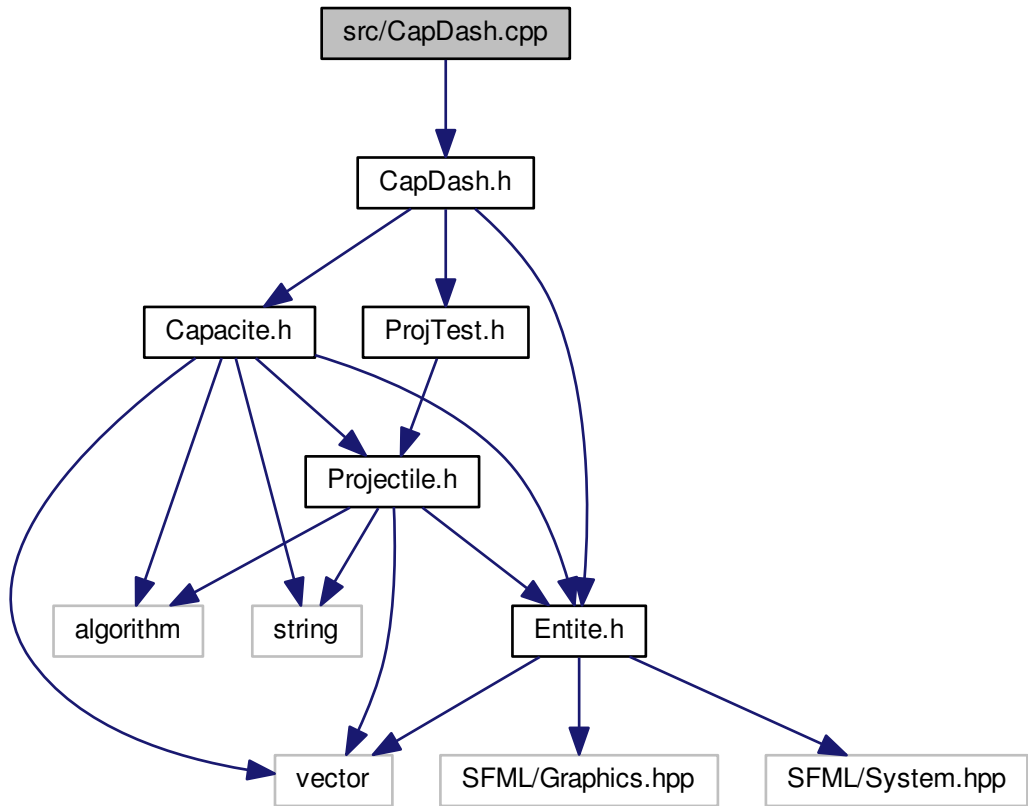 src/CapDash.cpp
CapDash.h
Capacite.h
ProjTest.h
Projectile.h
algorithm
string
Entite.h
vector
SFML/Graphics.hpp
SFML/System.hpp